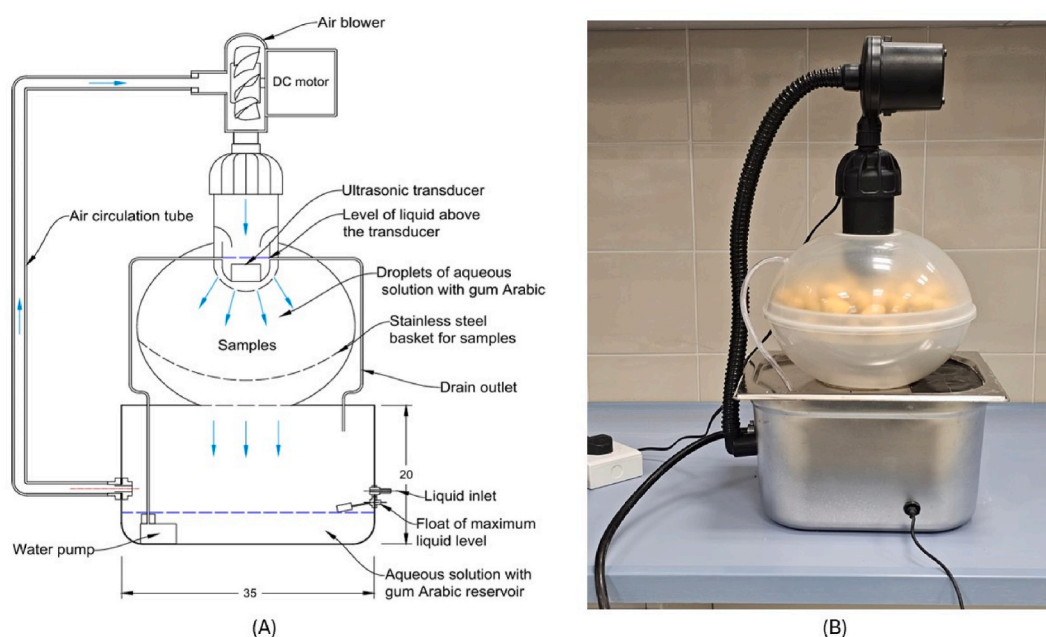 Air blower
DC motor
Ultrasonic transducer
Level of liquid above
the transducer
Air circulation tube
Droplets of aqueous
solution with gum Arabic
Stainless steel
basket for samples
Samples
Drain outlet
20
Liquid inlet
Float of maximum
liquid level
Water pump
Aqueous solution with
gum Arabic reservoir
35
(A)
(B)